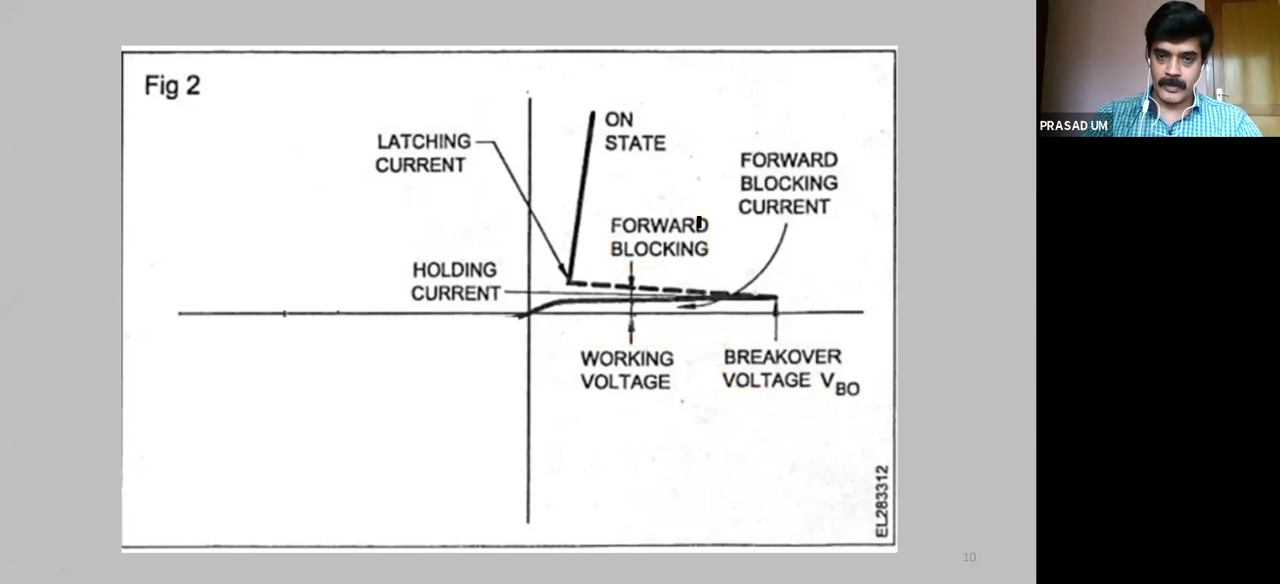 Fig 2
LATCHING
CURRENT
ON
STATE
FORWARD
BLOCKING
CURRENT
FORWARD
BLOCKING
HOLDING
CURRENT
WORKING
VOLTAGE
BREAKOVER
VOLTAGE VBO
EL283312
10
PRASAD UM